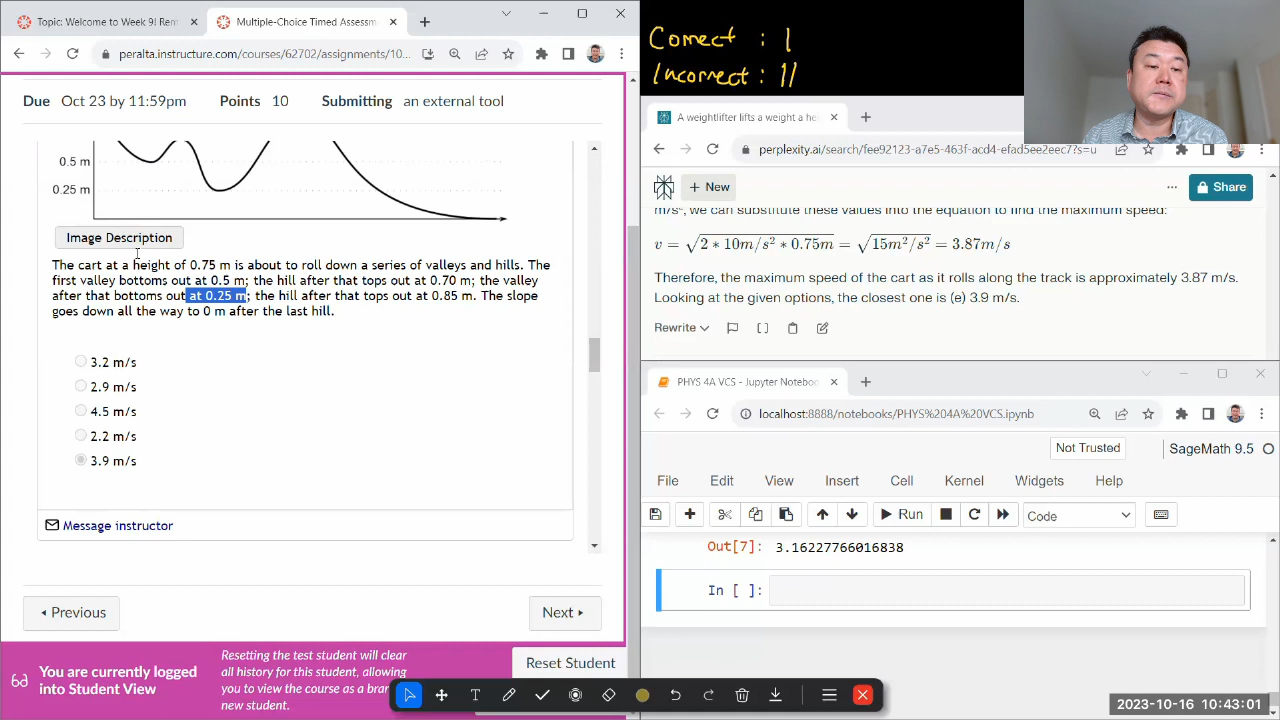 Topic: Welcome to Week 9! Rem
Multiple-Choice Timed Assessm
peralta.instructure.com/courses/62702/assignments/10...
Due Oct 23 by 11:59pm Points 10 Submitting an external tool
0.5 m
0.25 m
Image Description
The cart at a height of 0.75 m is about to roll down a series of valleys and hills. The
first valley bottoms out at 0.5 m; the hill after that tops out at 0.70 m; the valley
after that bottoms out at 0.25 m; the hill after that tops out at 0.85 m. The slope
goes down all the way to 0 m after the last hill.
3.2 m/s
2.9 m/s
4.5 m/s
2.2 m/s
3.9 m/s
Message instructor
Previous
Next
You are currently logged
into Student View
Resetting the test student will clear
all history for this student, allowing
you to view the course as a bran
new student.
Reset Student
Correct : |
Incorrect : ||
A weightlifter lifts a weight a he
perplexity.ai/search/fee92123-a7e5-463f-acd4-efad5ee2eec7?s=u
+ New
Share
m/s², we can substitute these values into the equation to find the maximum speed:
v = √2 * 10m/s² * 0.75m = √15m²/s² = 3.87m/s
Therefore, the maximum speed of the cart as it rolls along the track is approximately 3.87 m/s.
Looking at the given options, the closest one is (e) 3.9 m/s.
Rewrite
PHYS 4A VCS - Jupyter Notebo
localhost:8888/notebooks/PHYS%204A%20VCS.ipynb
Not Trusted
SageMath 9.5
File Edit View Insert Cell Kernel Widgets Help
Run
Code
Out[7]: 3.16227766016838
In [ ]:
2023-10-16 10:43:01